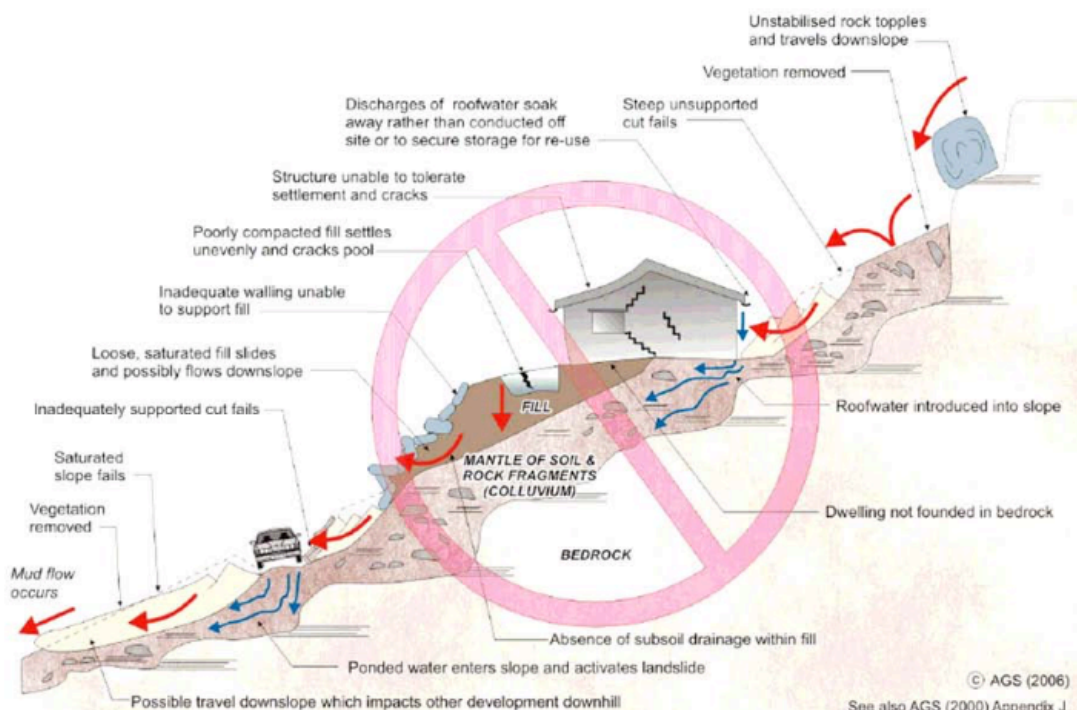 Unstabilised rock topples
and travels downslope
Vegetation removed
Discharges of roofwater soak
away rather than conducted off
site or to secure storage for re-use
Steep unsupported
cut fails
Structure unable to tolerate
settlement and cracks
Poorly compacted fill settles
unevenly and cracks pool
Inadequate walling unable
to support fill
Loose, saturated fill slides
and possibly flows downslope
Inadequately supported cut fails
Saturated
slope fails
Vegetation
removed
Mud flow
occurs
FILL
MANTLE OF SOIL &
ROCK FRAGMENTS
(COLLUVIUM)
BEDROCK
Roofwater introduced into slope
Dwelling not founded in bedrock
Absence of subsoil drainage within fill
Ponded water enters slope and activates landslide
Possible travel downslope which impacts other development downhill
© AGS (2006)
See also AGS (2000) Appendix J